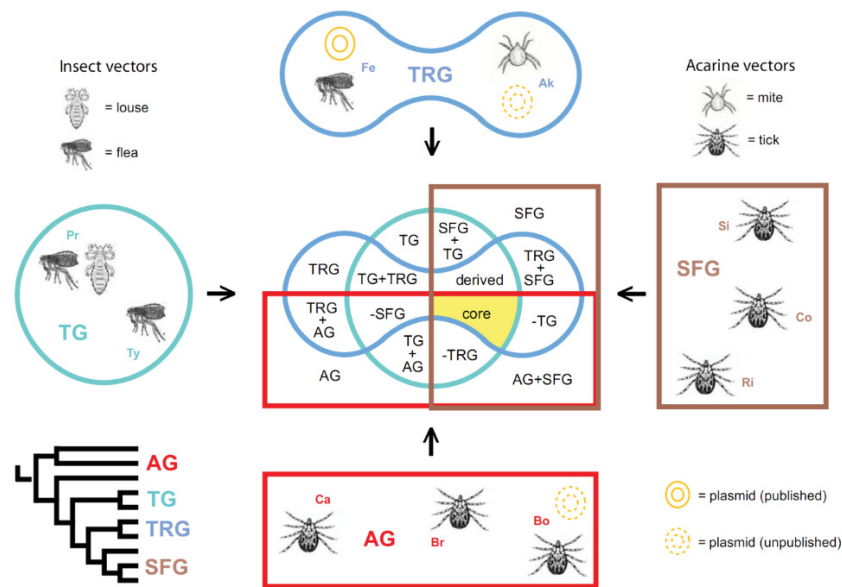 Insect vectors
= louse
= flea
Fe
TRG
Ak
Acarine vectors
= mite
= tick
Pr
TG
Ty
SFG
TG
SFG
+
TG
TRG
TG+TRG
derived
TRG
+
SFG
TRG
+
AG
-SFG
core
-TG
TG
+
AG
-TRG
AG
AG+SFG
Si
SFG
Co
Ri
AG
TG
TRG
SFG
Ca
AG
Br
Bo
= plasmid (published)
= plasmid (unpublished)